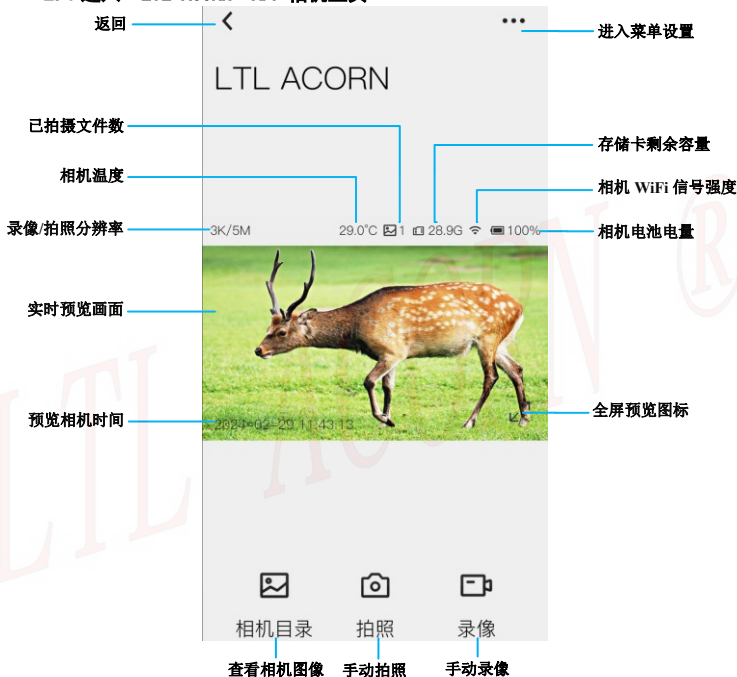 返回
进入菜单设置
LTL ACORN
已拍摄文件数
存储卡剩余容量
相机温度
相机 WiFi 信号强度
录像/拍照分辨率
3K/5M 29.0°C 1 28.9G 100%
相机电池电量
实时预览画面
预览相机时间
2024-02-29 11:43:13
全屏预览图标
相机目录 拍照 录像
查看相机图像 手动拍照 手动录像
LTL ACORN ®